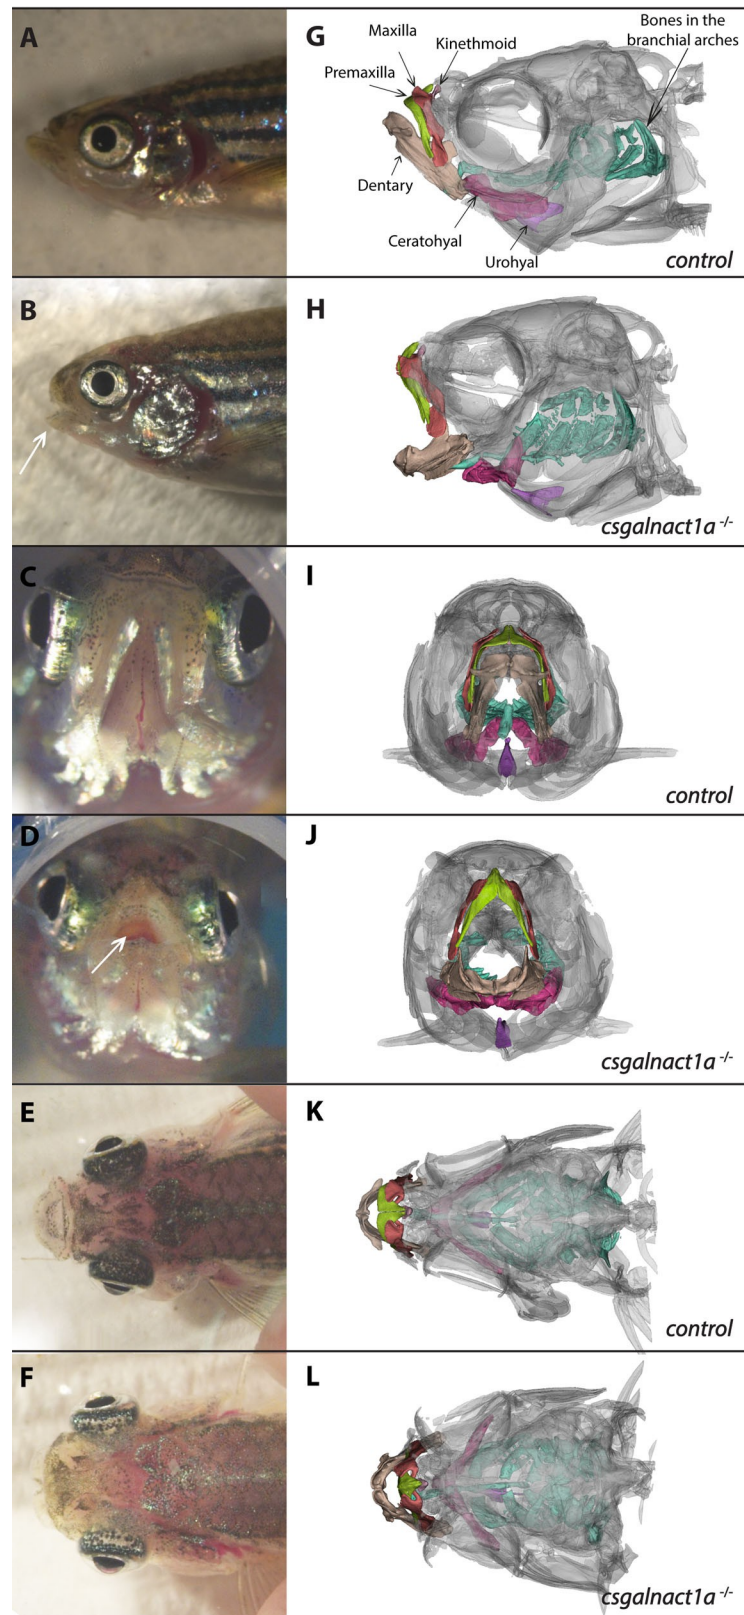 A
G
Maxilla
Kinethmoid
Bones in the
branchial arches
Premaxilla
Dentary
Ceratohyal
Urohyal
control
B
H
csgalnact1a -/-
C
I
control
D
J
csgalnact1a -/-
E
K
control
F
L
csgalnact1a -/-